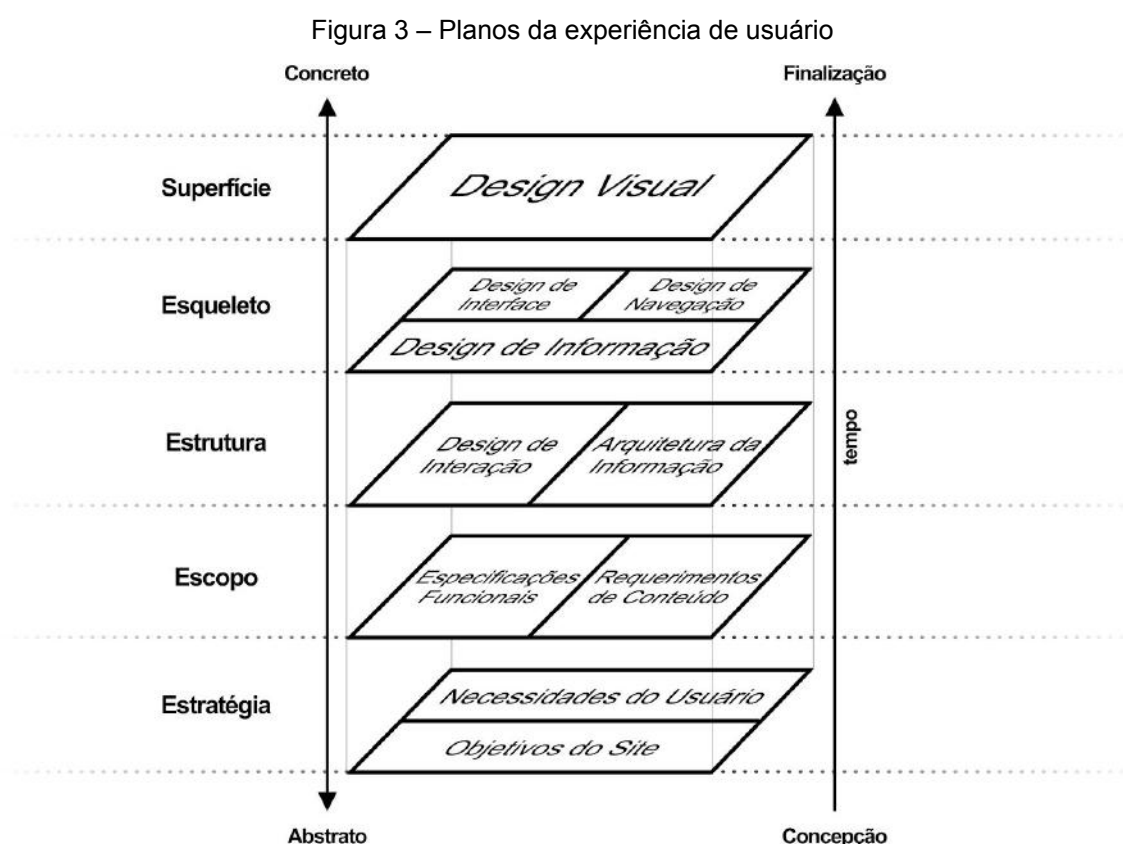 Figura 3 – Planos da experiência de usuário
Concreto
Finalização
Superfície
Design Visual
Esqueleto
Design de
Interface
Design de
Navegação
Design de Informação
Estrutura
Design de
Interação
Arquitetura da
Informação
tempo
Escopo
Especificações
Funcionais
Requerimentos
de Conteúdo
Estratégia
Necessidades do Usuário
Objetivos do Site
Abstrato
Concepção